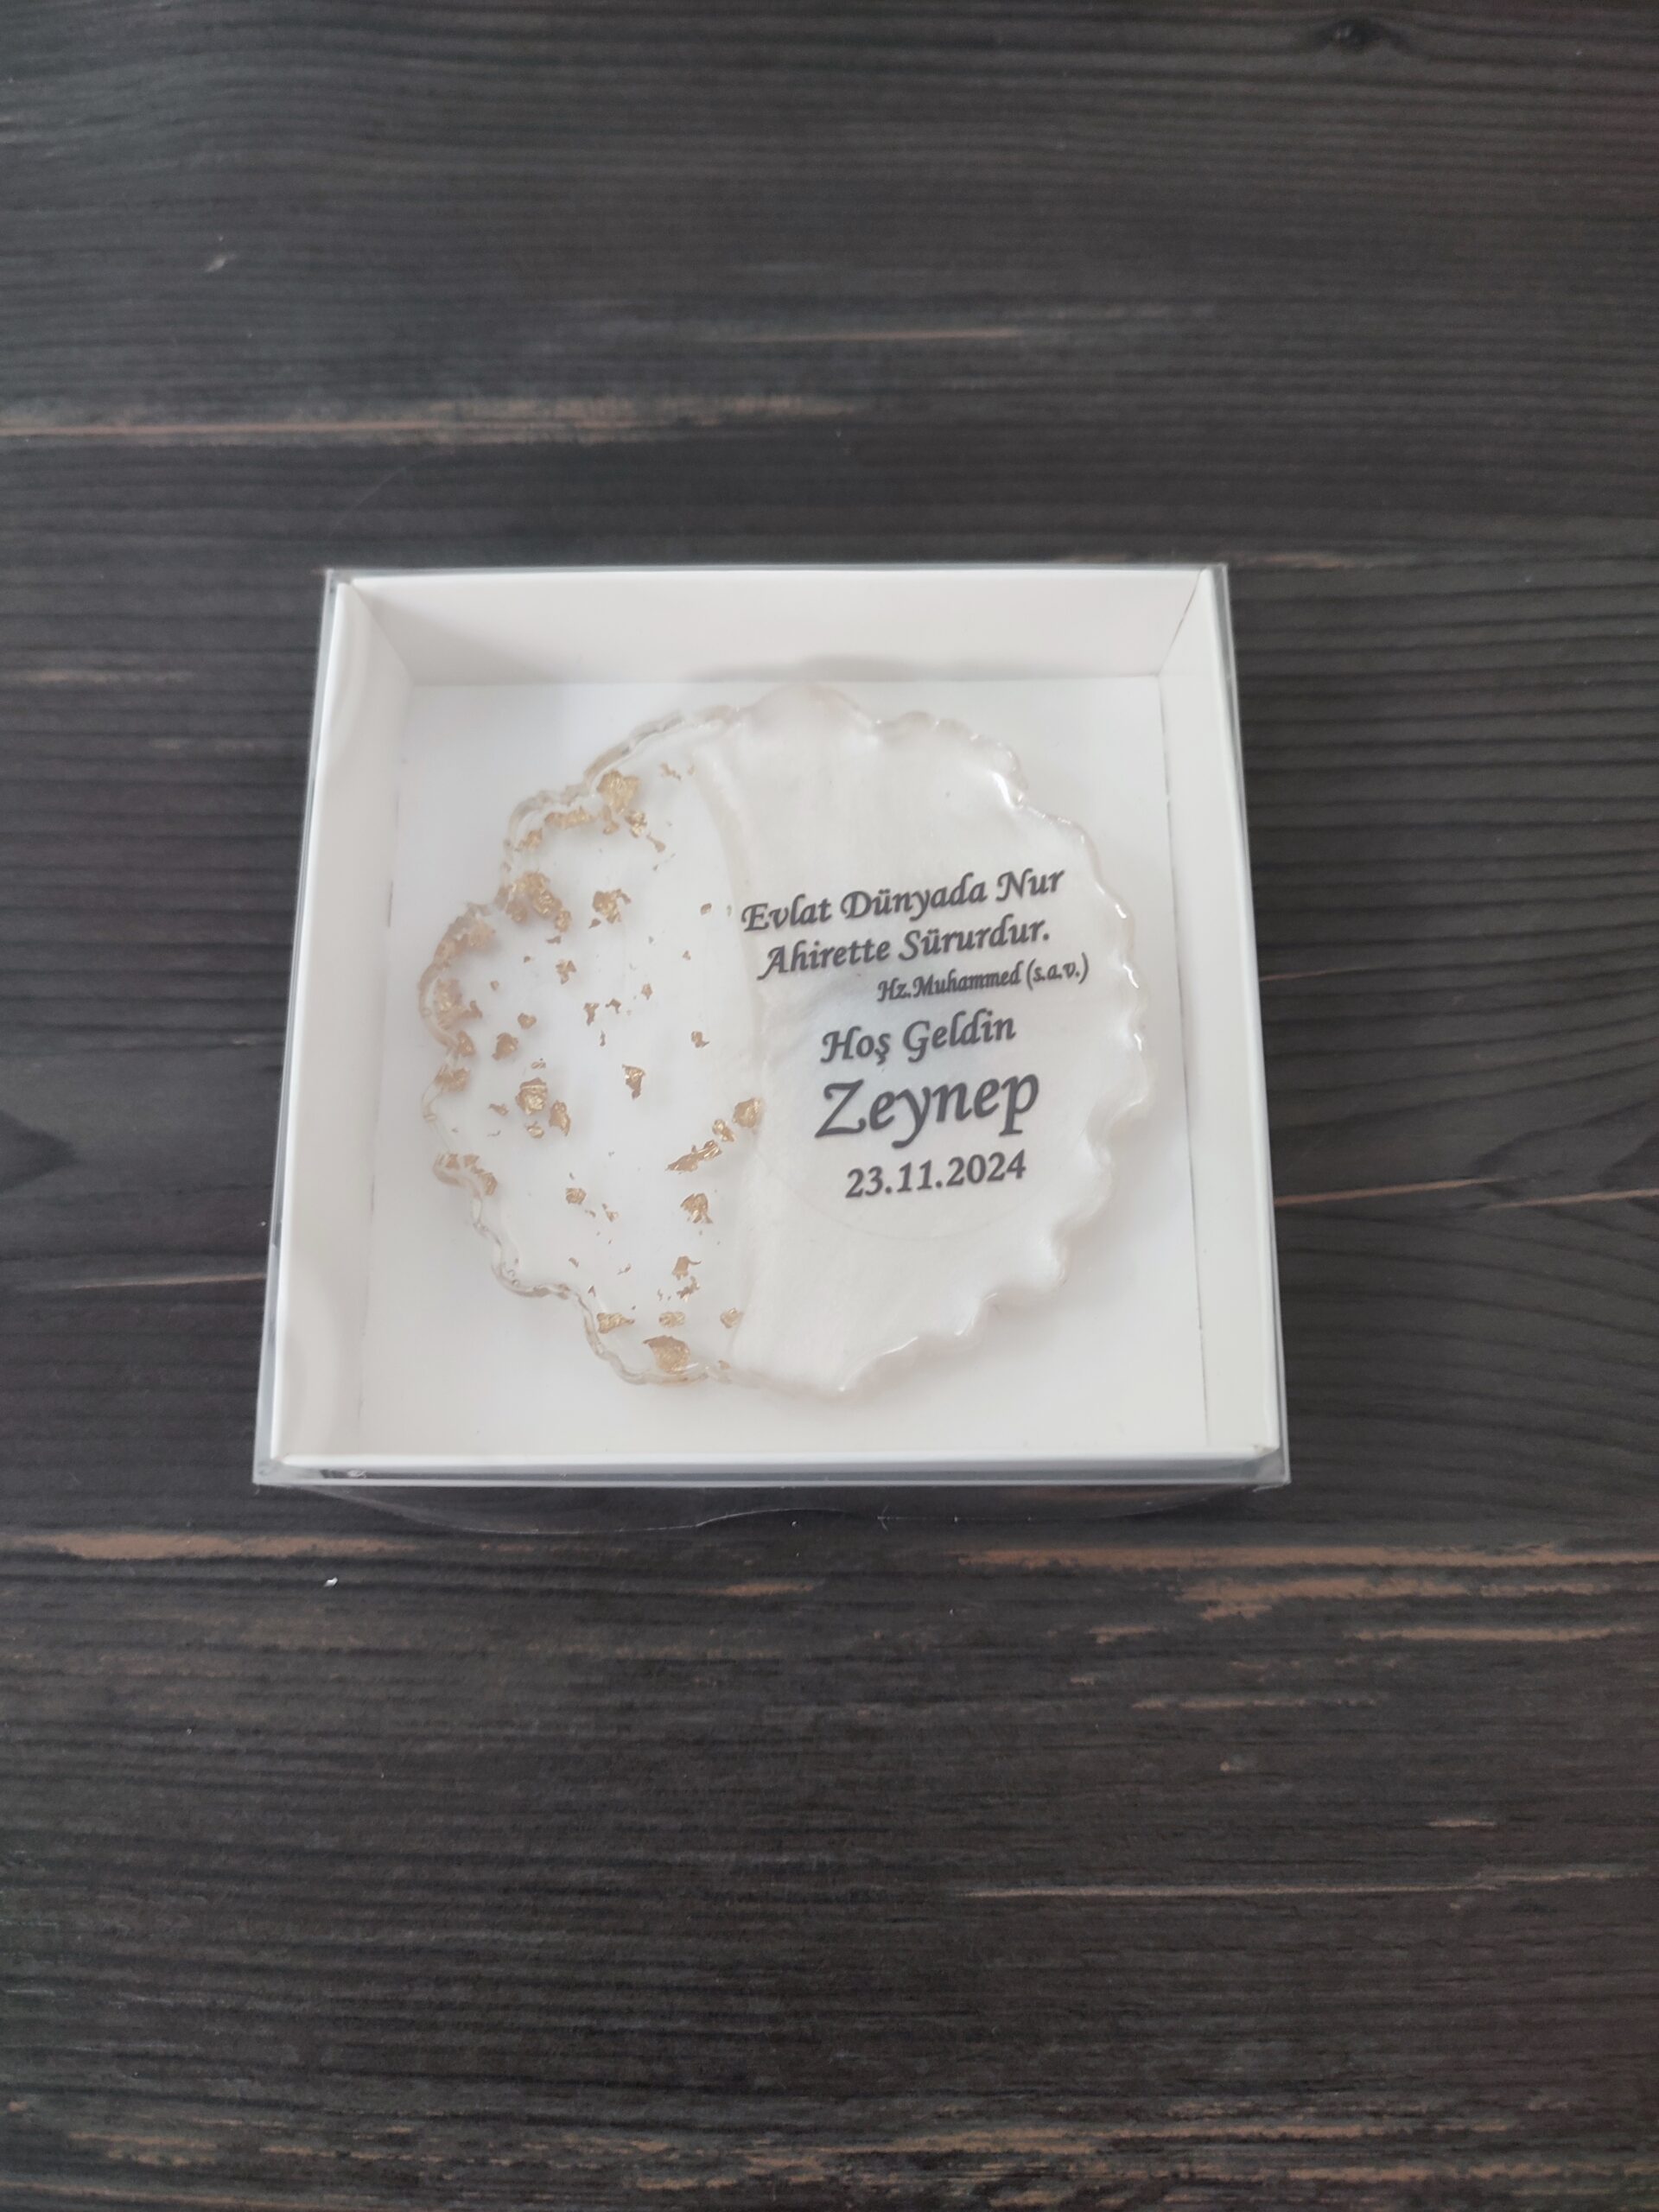 Evlat Dünyada Nur
Ahirette Sürurdur.
Hz.Muhammed (s.a.v.)
Hoş Geldin
Zeynep
23.11.2024